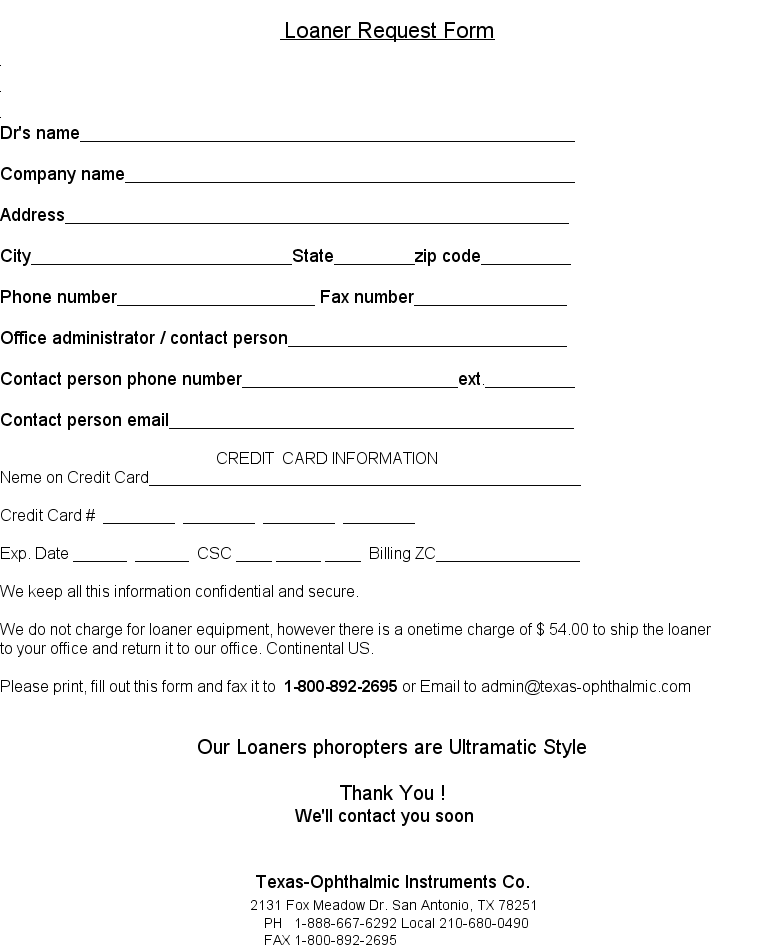 Loaner Request Form
Dr's name
Company name
Address
City State zip code
Phone number Fax number
Office administrator / contact person
Contact person phone number ext.
Contact person email
CREDIT CARD INFORMATION
Neme on Credit Card
Credit Card #
Exp. Date CSC Billing ZC
We keep all this information confidential and secure.
We do not charge for loaner equipment, however there is a onetime charge of $ 54.00 to ship the loaner
to your office and return it to our office. Continental US.
Please print, fill out this form and fax it to 1-800-892-2695 or Email to admin@texas-ophthalmic.com
Our Loaners phoropters are Ultramatic Style
Thank You !
We'll contact you soon
Texas-Ophthalmic Instruments Co.
2131 Fox Meadow Dr. San Antonio, TX 78251
PH 1-888-667-6292 Local 210-680-0490
FAX 1-800-892-2695